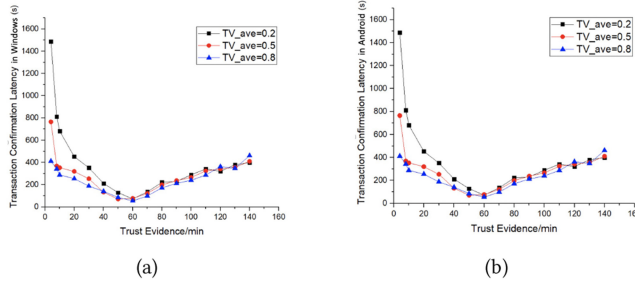 (a)
TV_ave=0.2
TV_ave=0.5
TV_ave=0.8
Transaction Confirmation Latency in Windows (s)
1600
1400
1200
1000
800
600
400
200
0
0 20 40 60 80 100 120 140 160
Trust Evidence/min
(a)
(b)
TV_ave=0.2
TV_ave=0.5
TV_ave=0.8
Transaction Confirmation Latency in Android (s)
1600
1400
1200
1000
800
600
400
200
0
0 20 40 60 80 100 120 140 16
Trust Evidence/min
(b)